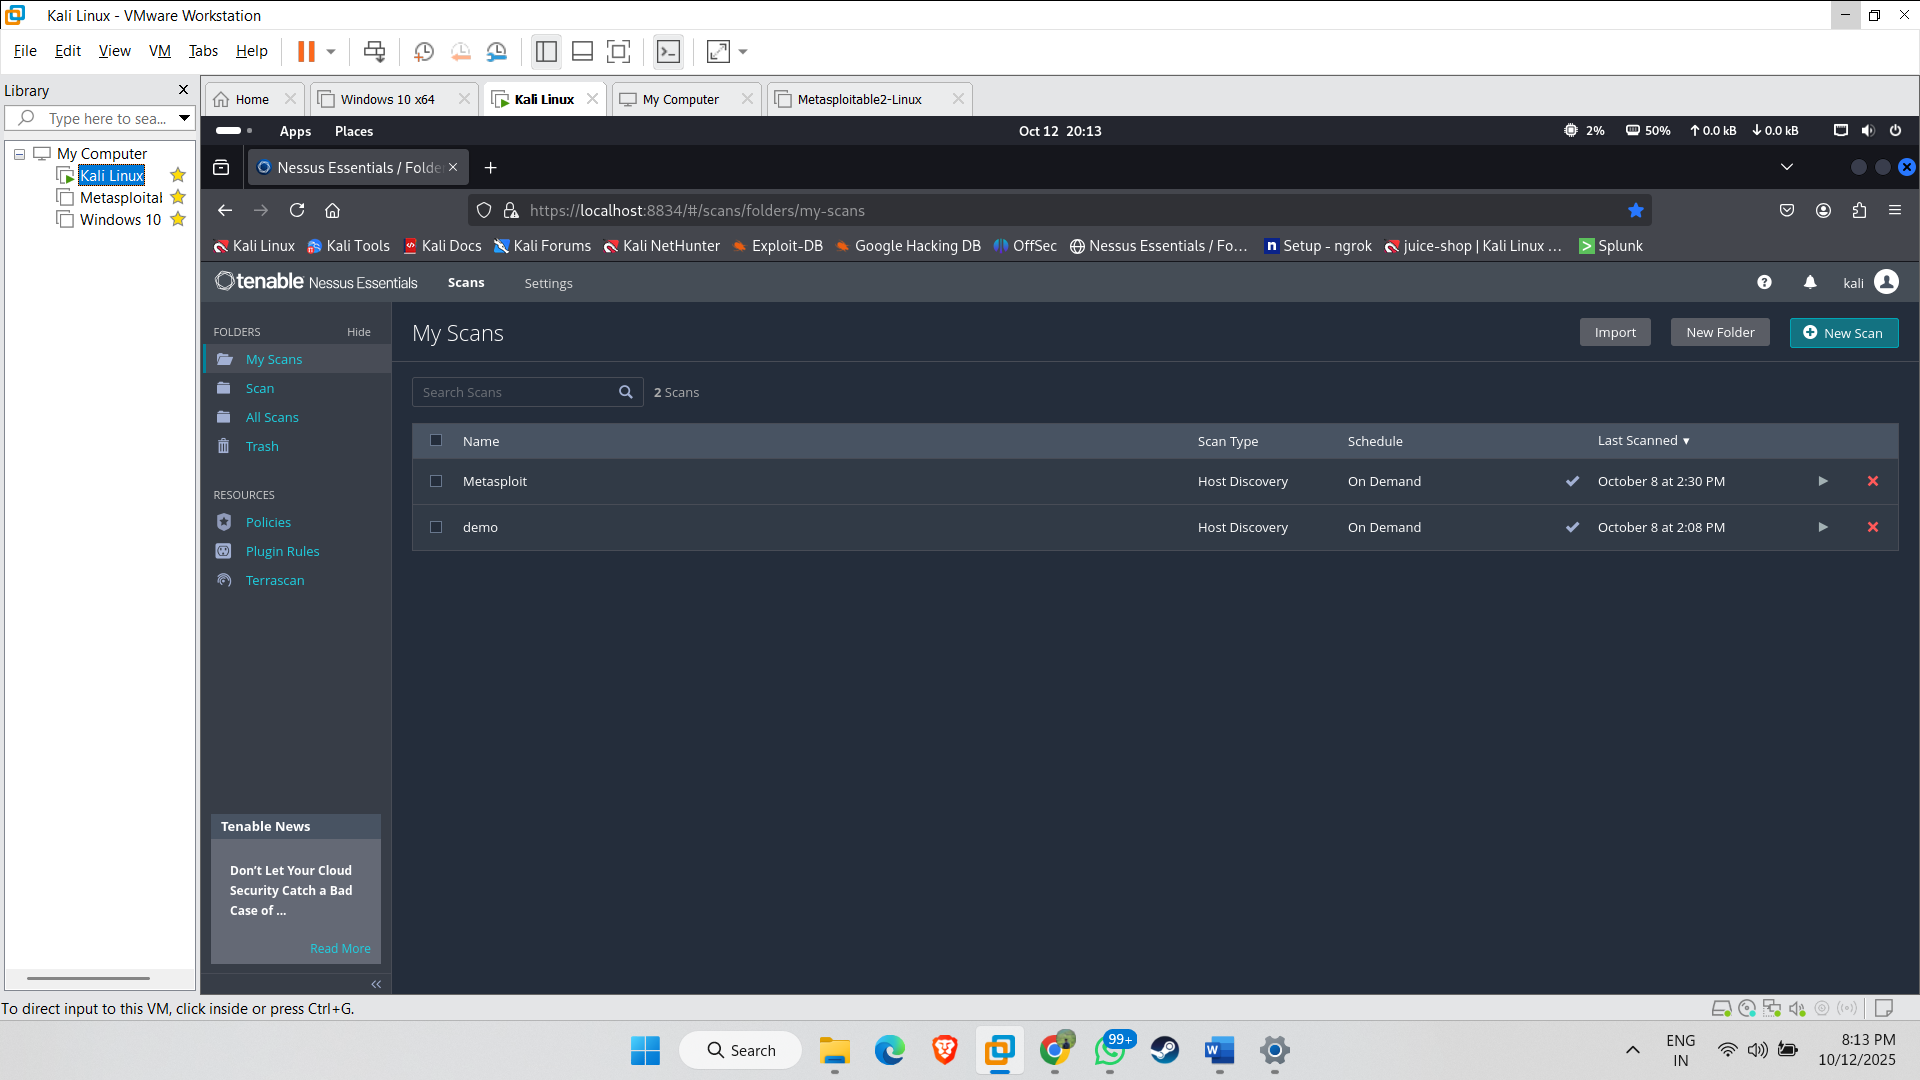 Kali Linux - VMware Workstation
File Edit View VM Tabs Help
Library
Type here to sea...
My Computer
Kali Linux
Metasploital
Windows 10
Home
Windows 10 x64
Kali Linux
My Computer
Metasploitable2-Linux
Apps Places
Oct 12 20:13
2% 50% 0.0 kB 0.0 kB
Nessus Essentials / Folde
https://localhost:8834/#/scans/folders/my-scans
Kali Linux Kali Tools Kali Docs Kali Forums Kali NetHunter Exploit-DB Google Hacking DB OffSec Nessus Essentials / Fo... Setup - ngrok juice-shop | Kali Linux ... Splunk
tenable Nessus Essentials Scans Settings
kali
FOLDERS Hide
My Scans
Scan
All Scans
Trash
RESOURCES
Policies
Plugin Rules
Terrascan
Tenable News
Don't Let Your Cloud
Security Catch a Bad
Case of ...
Read More
My Scans
Import New Folder New Scan
Search Scans 2 Scans
Name Scan Type Schedule Last Scanned
Metasploit Host Discovery On Demand October 8 at 2:30 PM
demo Host Discovery On Demand October 8 at 2:08 PM
To direct input to this VM, click inside or press Ctrl+G.
Search
99+
ENG
IN
8:13 PM
10/12/2025